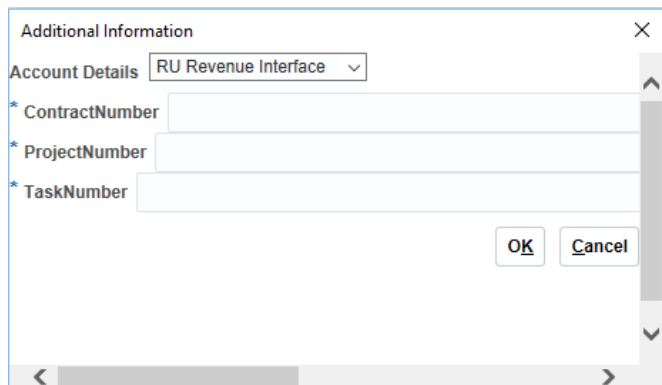 Additional Information
Account Details RU Revenue Interface
* ContractNumber
* ProjectNumber
* TaskNumber
OK Cancel